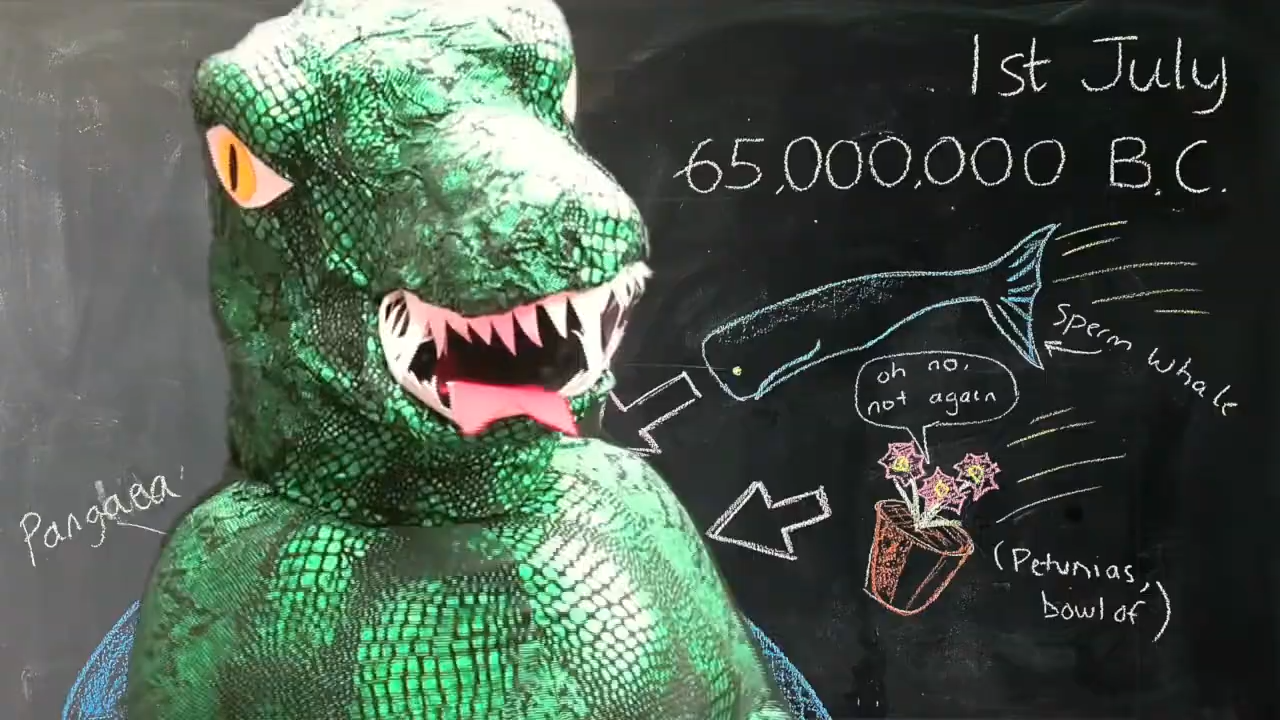 1st July
65,000,000 B.C.
Sperm whale
oh no,
not again
Pangaea
(Petunias,
bowl of)